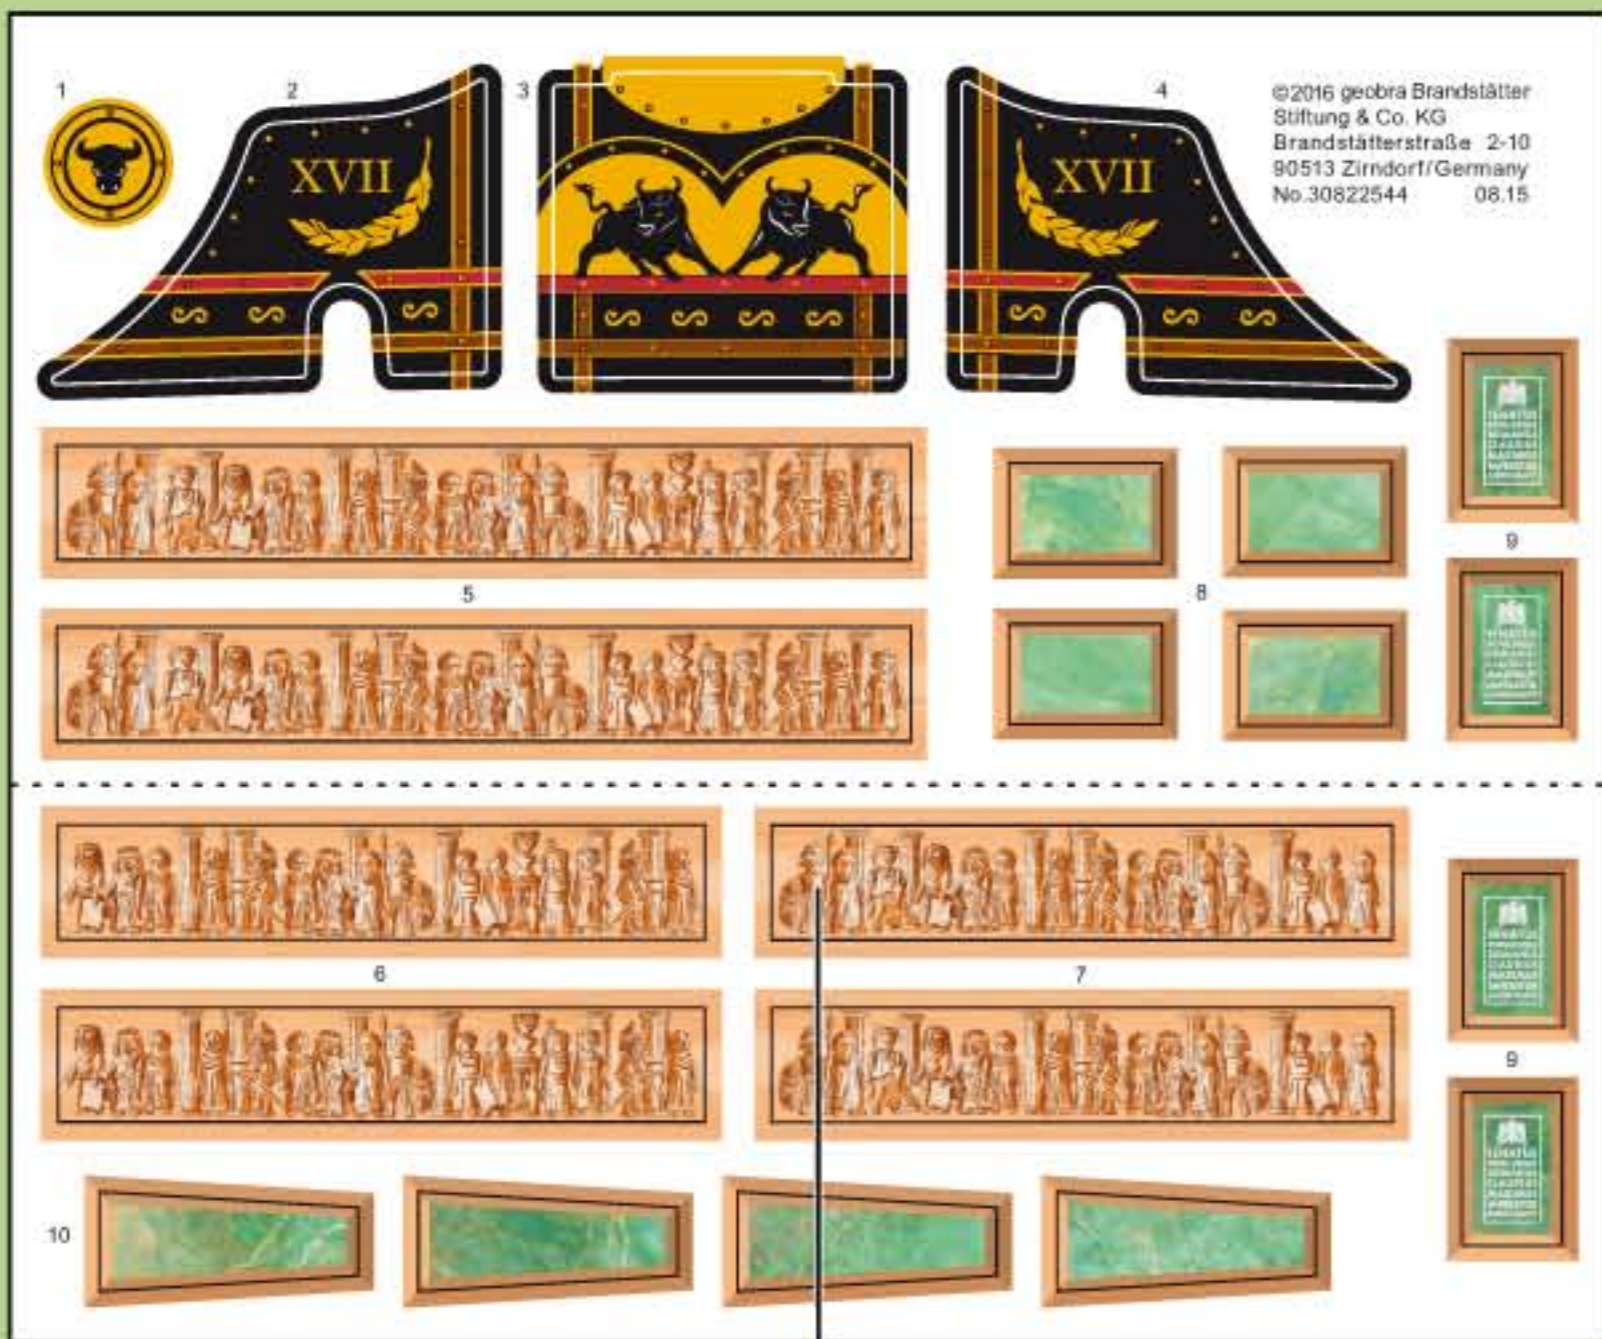 1
2
3
4
©2016 geobra Brandstätter
Stiftung & Co. KG
Brandstätterstraße 2-10
90513 Zirndorf/Germany
No.30822544 08.15
XVII
XVII
5
8
9
6
7
9
10